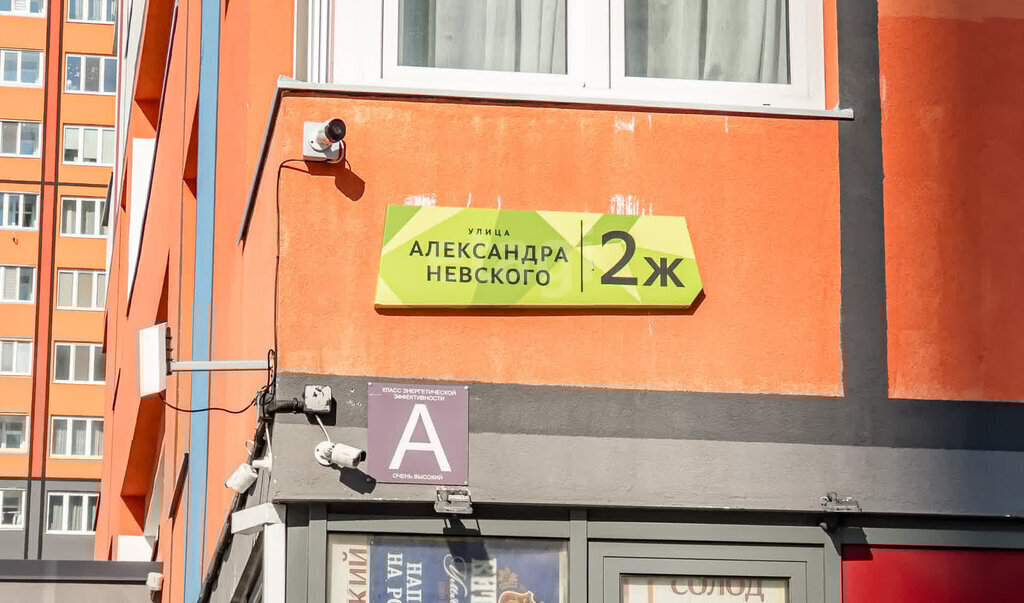 УЛИЦА
АЛЕКСАНДРА
НЕВСКОГО
2ж
КЛАСС ЭНЕРГЕТИЧЕСКОЙ
ЭФФЕКТИВНОСТИ
A
ОЧЕНЬ ВЫСОКИЙ
СОЛОД